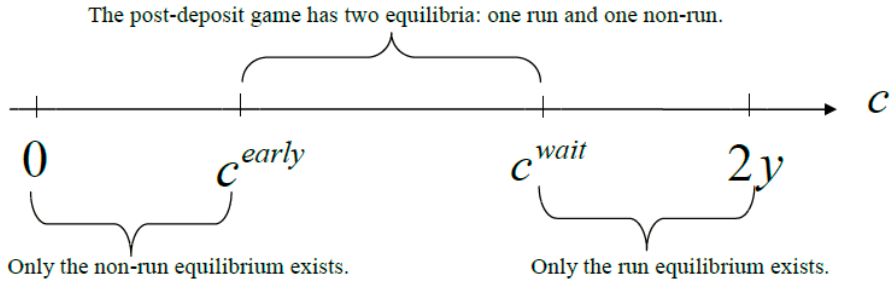 The post-deposit game has two equilibria: one run and one non-run.
c
0 c^early c^wait 2y
Only the non-run equilibrium exists. Only the run equilibrium exists.